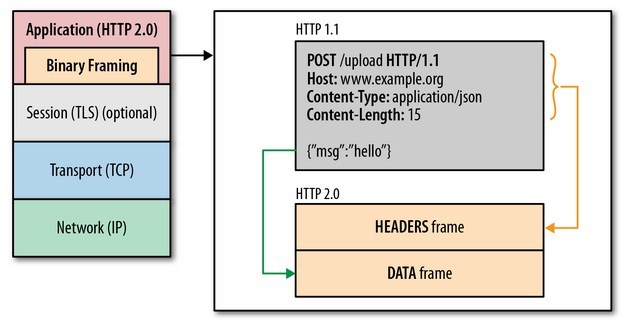 Application (HTTP 2.0)
Binary Framing
Session (TLS) (optional)
Transport (TCP)
Network (IP)
HTTP 1.1
POST /upload HTTP/1.1
Host: www.example.org
Content-Type: application/json
Content-Length: 15
{"msg":"hello"}
HTTP 2.0
HEADERS frame
DATA frame